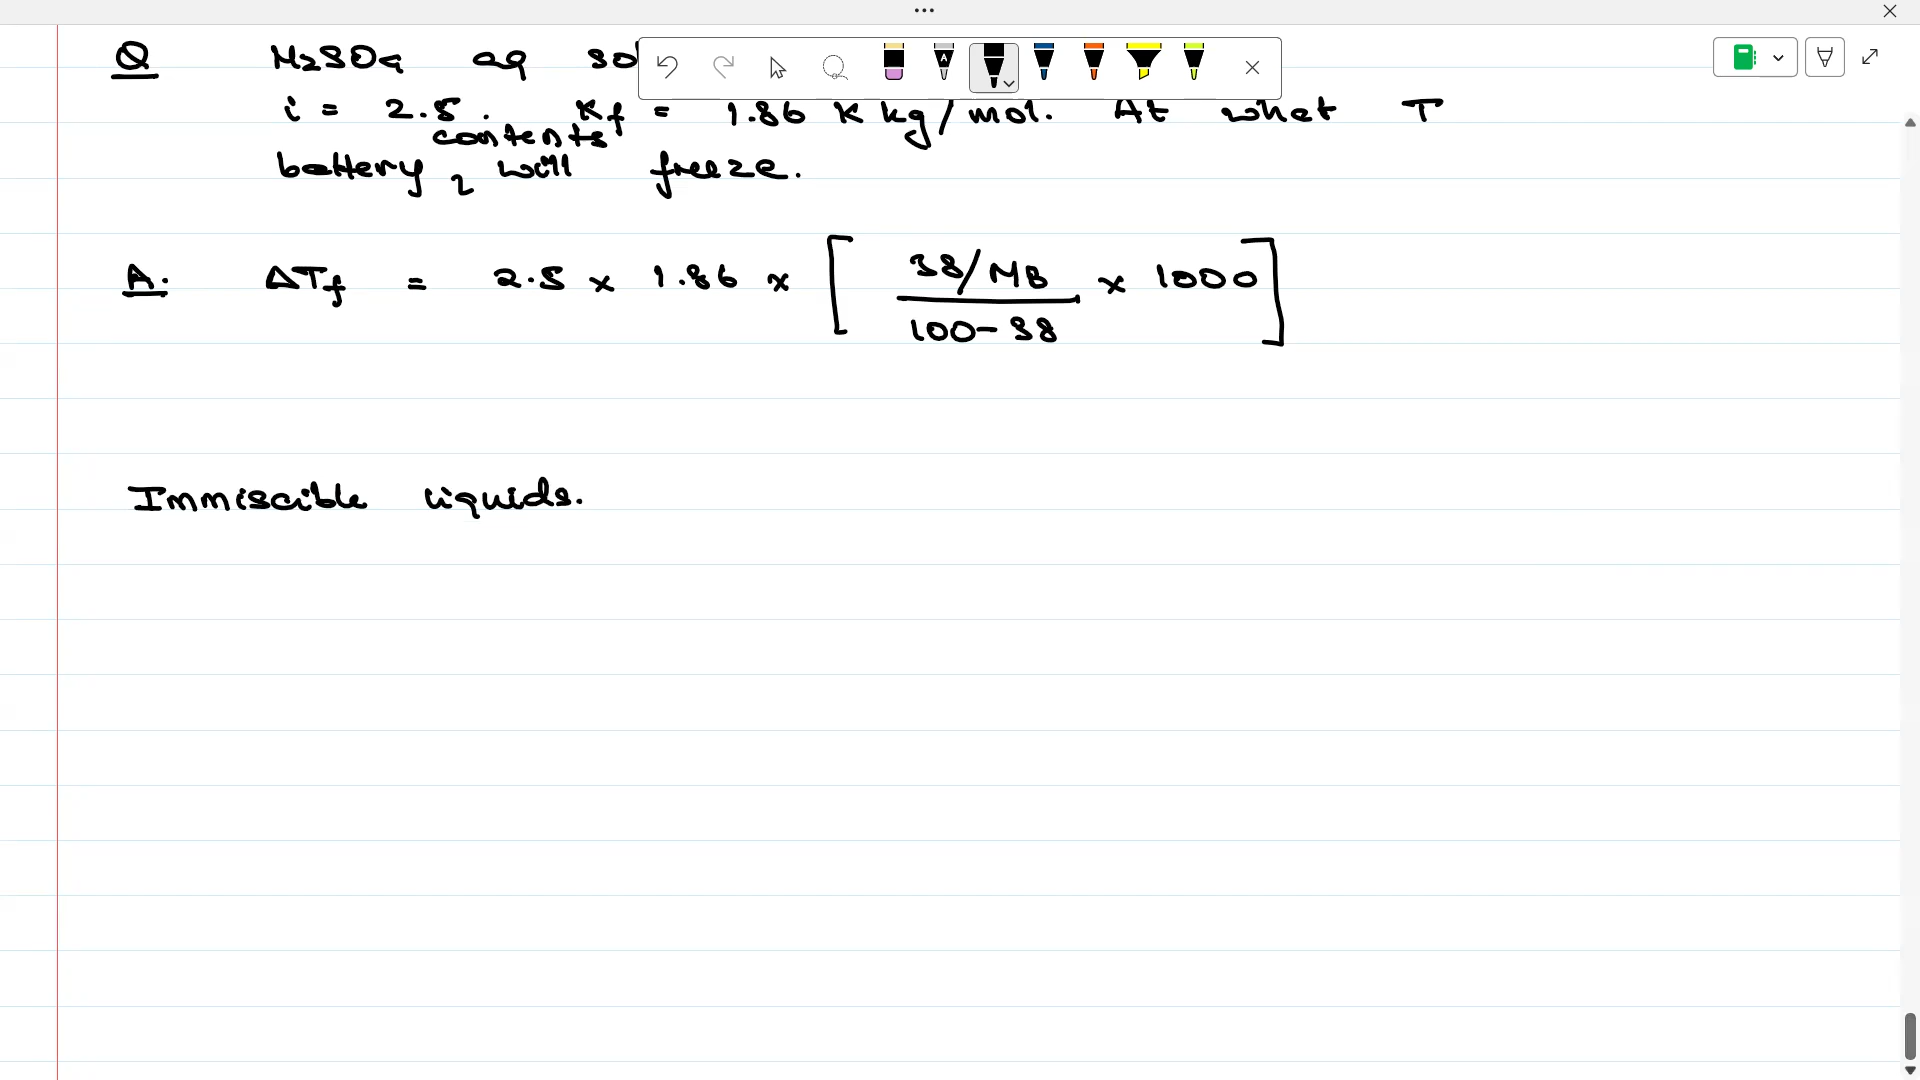 Q H2SO4 aq
i = 2.5. Kf = 1.86 K kg/mol. At what T
contents
battery will freeze.
A. ΔTf = 2.5 x 1.86 x [ 38/MB / 100-38 x 1000 ]
Immiscible liquids.